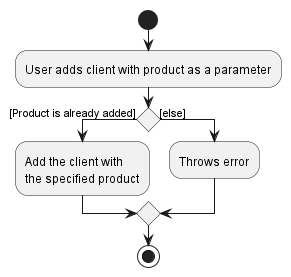 User adds client with product as a parameter
[Product is already added]
[else]
Add the client with
the specified product
Throws error